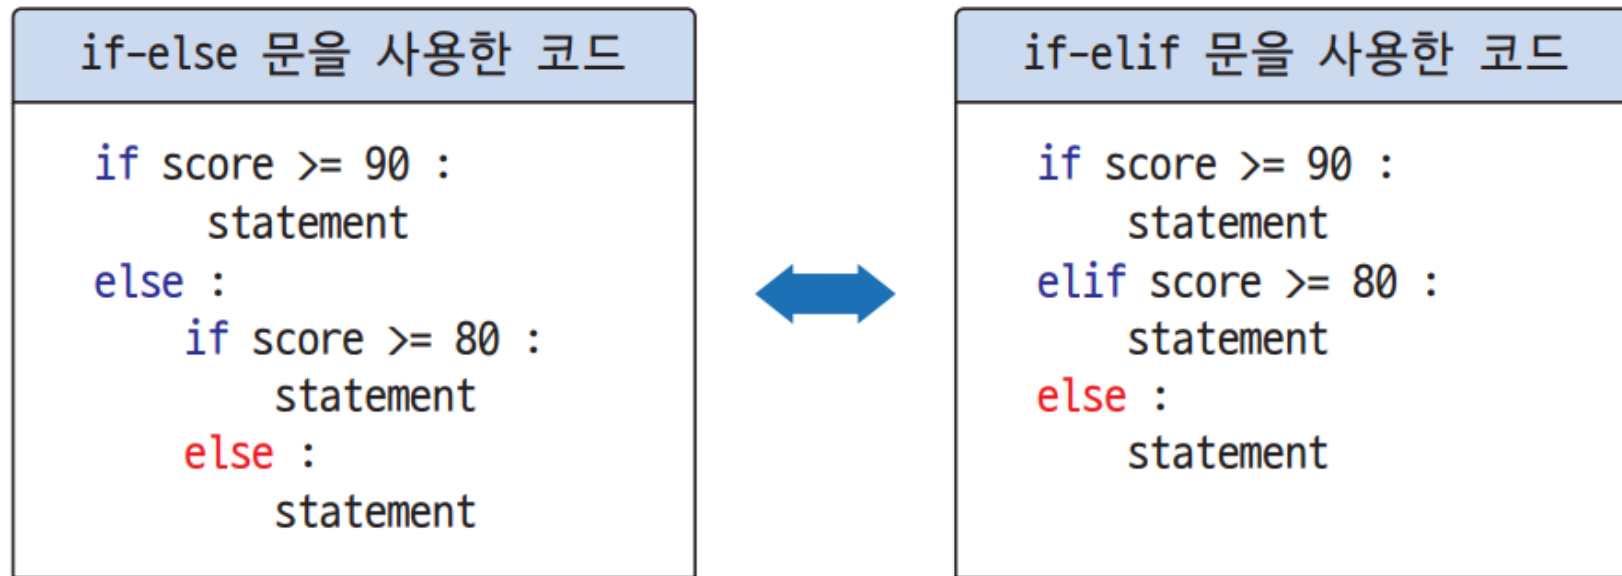 if-else 문을 사용한 코드
if score >= 90 :
statement
else :
if score >= 80 :
statement
else :
statement
if-elif 문을 사용한 코드
if score >= 90 :
statement
elif score >= 80 :
statement
else :
statement